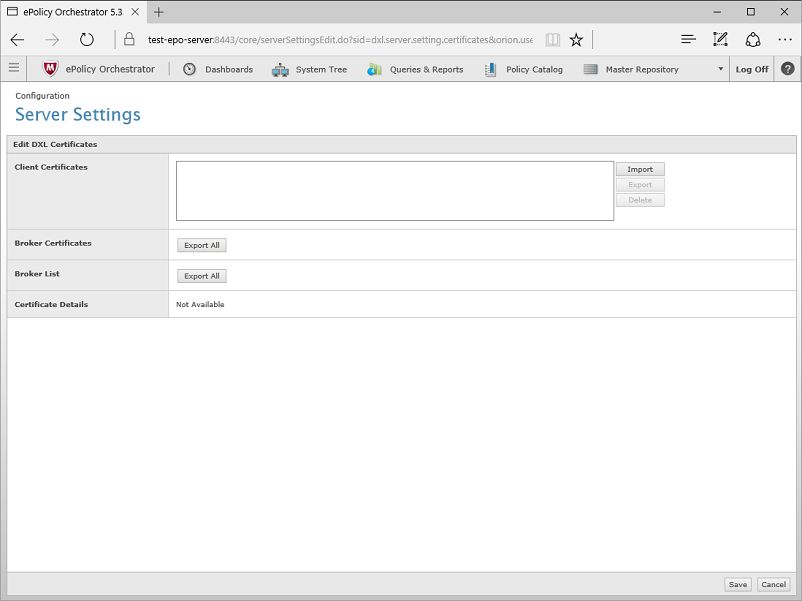 ePolicy Orchestrator 5.3.
test-epo-server:8443/core/serverSettingsEdit.do?sid=dxl.server.setting.certificates&orion.use
ePolicy Orchestrator Dashboards System Tree Queries & Reports Policy Catalog Master Repository Log Off ?
Configuration
Server Settings
Edit DXL Certificates
Client Certificates
Import
Export
Delete
Broker Certificates Export All
Broker List Export All
Certificate Details Not Available
Save Cancel